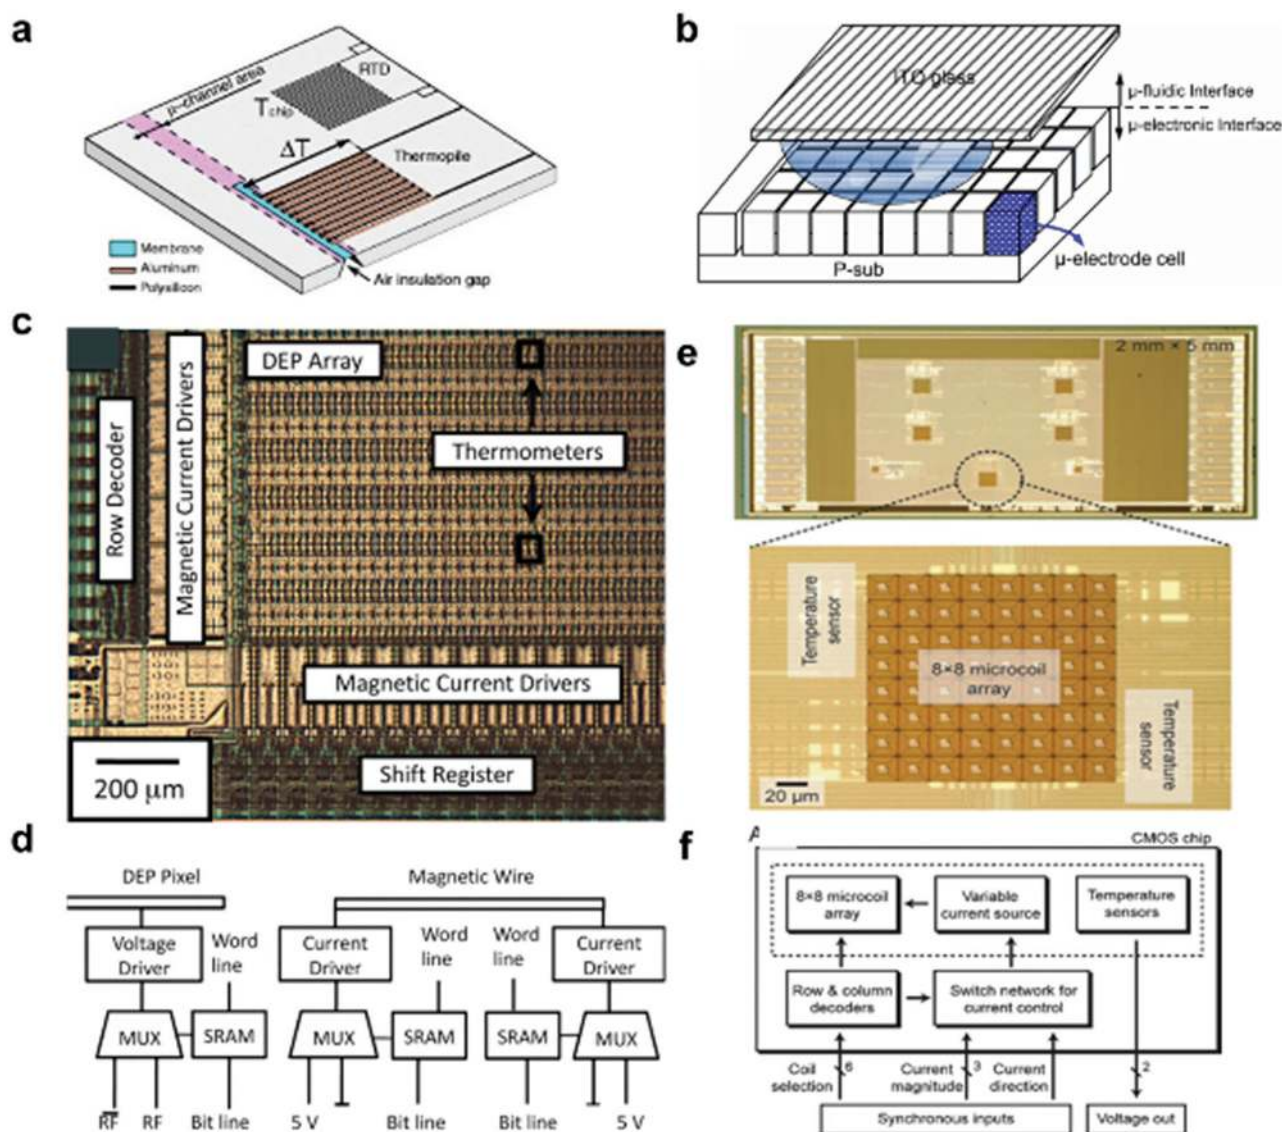 a
μ-channel area
RTD
Tchip
ΔT
Thermopile
Membrane
Aluminum
Polysilicon
Air insulation gap
b
ITO glass
μ-fluidic Interface
μ-electronic Interface
P-sub
μ-electrode cell
c
Row Decoder
Magnetic Current Drivers
DEP Array
Thermometers
Magnetic Current Drivers
Shift Register
200 μm
d
DEP Pixel
Magnetic Wire
Voltage
Driver
Word
line
Current
Driver
Word
line
Word
line
Current
Driver
MUX
SRAM
MUX
SRAM
SRAM
MUX
RF
RF
Bit line
5 V
Bit line
Bit line
5 V
e
2 mm × 5 mm
Temperature
sensor
8×8 microcoil
array
Temperature
sensor
20 μm
f
CMOS chip
8×8 microcoil
array
Variable
current source
Temperature
sensors
Row & column
decoders
Switch network for
current control
Coil
selection
6
Current
magnitude
3
Current
direction
2
Synchronous inputs
Voltage out